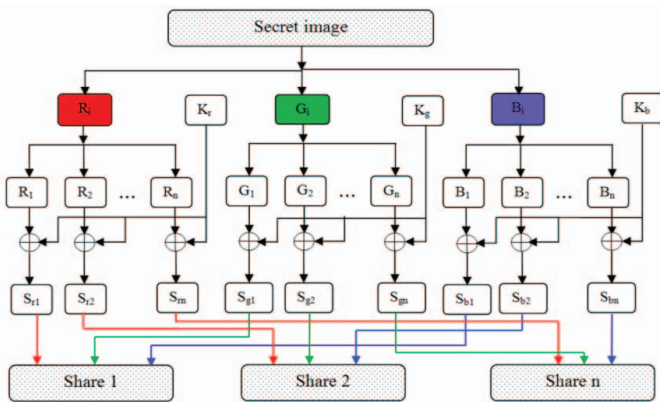 Secret image
Ri Kr Gi Kg Bi Kb
R1 R2 ... Rn G1 G2 ... Gn B1 B2 ... Bn
Sr1 Sr2 Srn Sg1 Sg2 Sgn Sb1 Sb2 Sbn
Share 1 Share 2 Share n